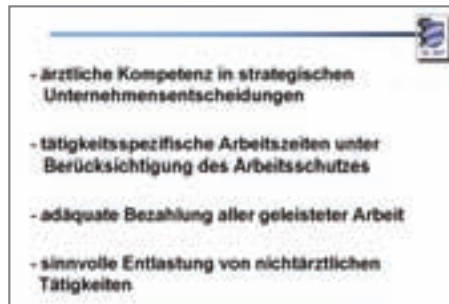 - ärztliche Kompetenz in strategischen
Unternehmensentscheidungen
- tätigkeitsspezifische Arbeitszeiten unter
Berücksichtigung des Arbeitsschutzes
- adäquate Bezahlung aller geleisteter Arbeit
- sinnvolle Entlastung von nichtärztlichen
Tätigkeiten